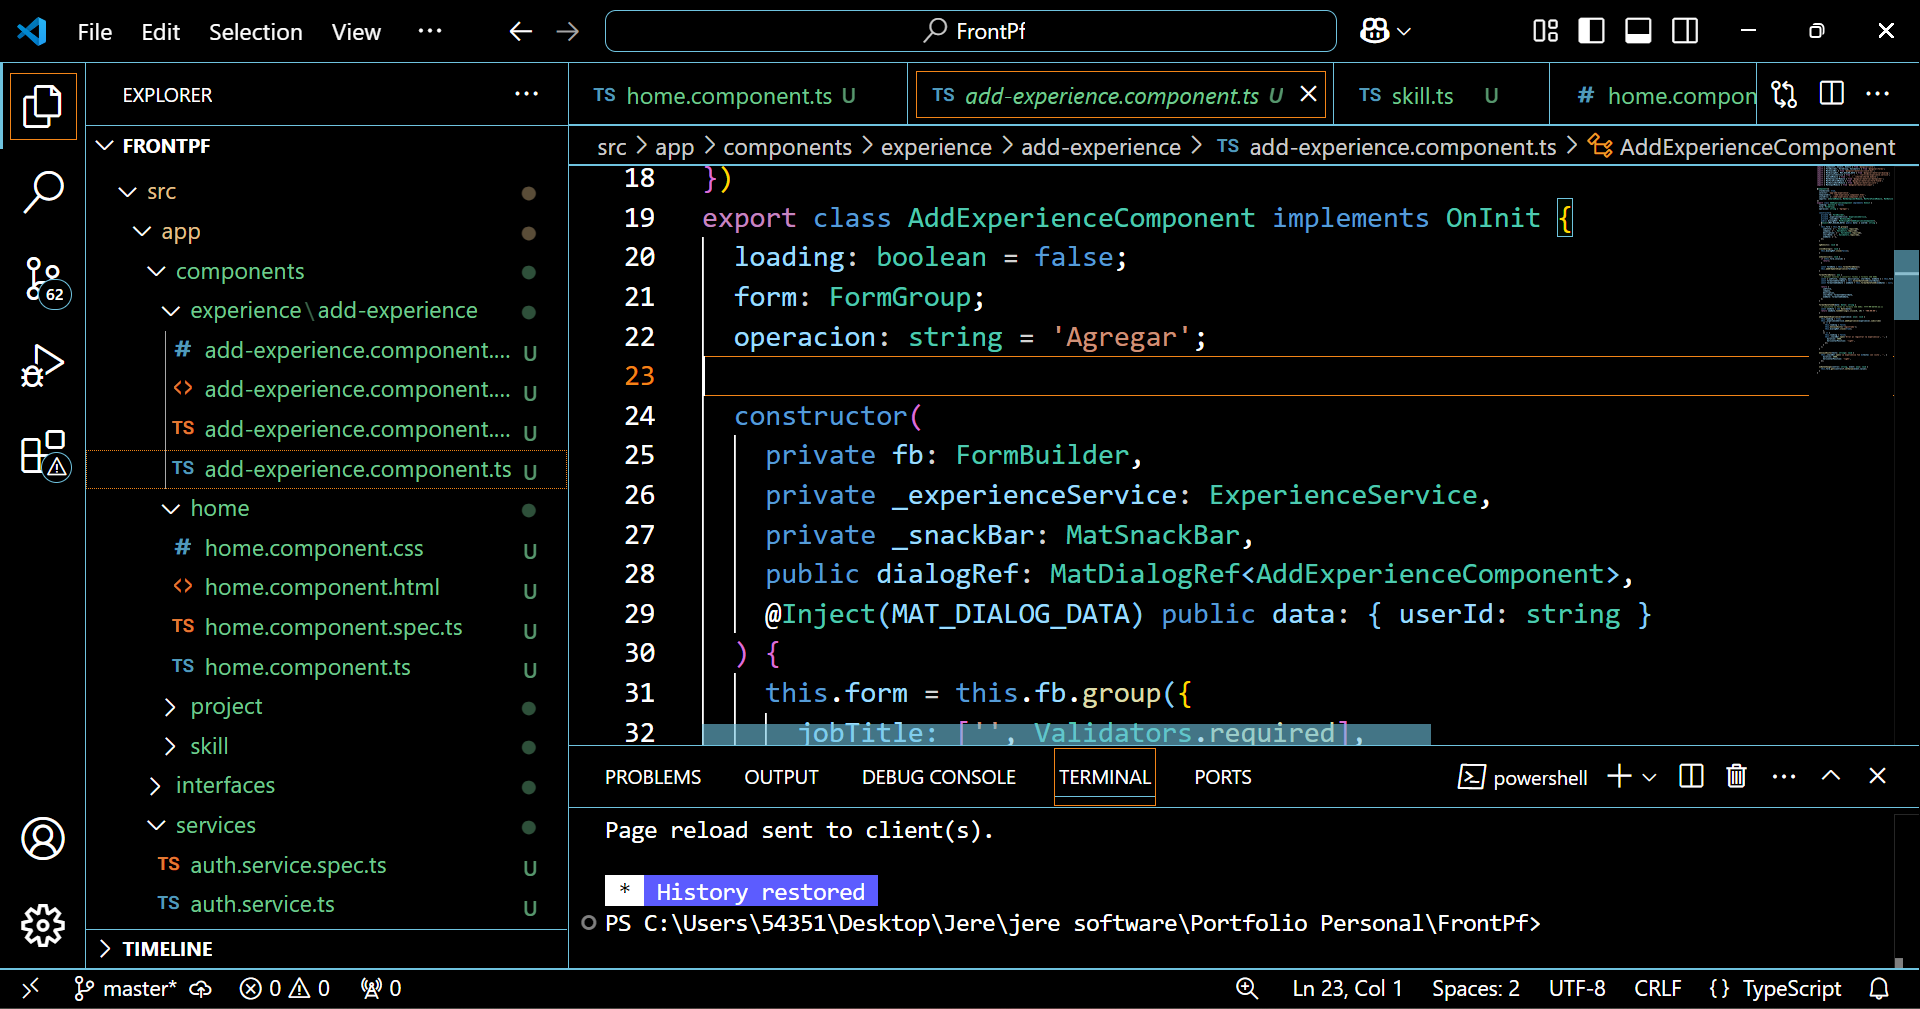 File Edit Selection View ··· FrontPf
EXPLORER ···
FRONTPF
src
app
components
experience\add-experience
# add-experience.component.... U
<> add-experience.component.... U
TS add-experience.component.... U
TS add-experience.component.ts U
home
# home.component.css U
<> home.component.html U
TS home.component.spec.ts U
TS home.component.ts U
project
skill
interfaces
services
TS auth.service.spec.ts U
TS auth.service.ts U
TIMELINE
62
TS home.component.ts U
TS add-experience.component.ts U
TS skill.ts U
# home.compon
···
src > app > components > experience > add-experience > TS add-experience.component.ts > AddExperienceComponent
18 })
19 export class AddExperienceComponent implements OnInit {
20 loading: boolean = false;
21 form: FormGroup;
22 operacion: string = 'Agregar';
23
24 constructor(
25 private fb: FormBuilder,
26 private _experienceService: ExperienceService,
27 private _snackBar: MatSnackBar,
28 public dialogRef: MatDialogRef<AddExperienceComponent>,
29 @Inject(MAT_DIALOG_DATA) public data: { userId: string }
30 ) {
31 this.form = this.fb.group({
32 jobTitle: ['', Validators.required],
PROBLEMS OUTPUT DEBUG CONSOLE TERMINAL PORTS powershell ···
Page reload sent to client(s).
* History restored
PS C:\Users\54351\Desktop\Jere\jere software\Portfolio Personal\FrontPf>
master* 0 0 0 Ln 23, Col 1 Spaces: 2 UTF-8 CRLF {} TypeScript